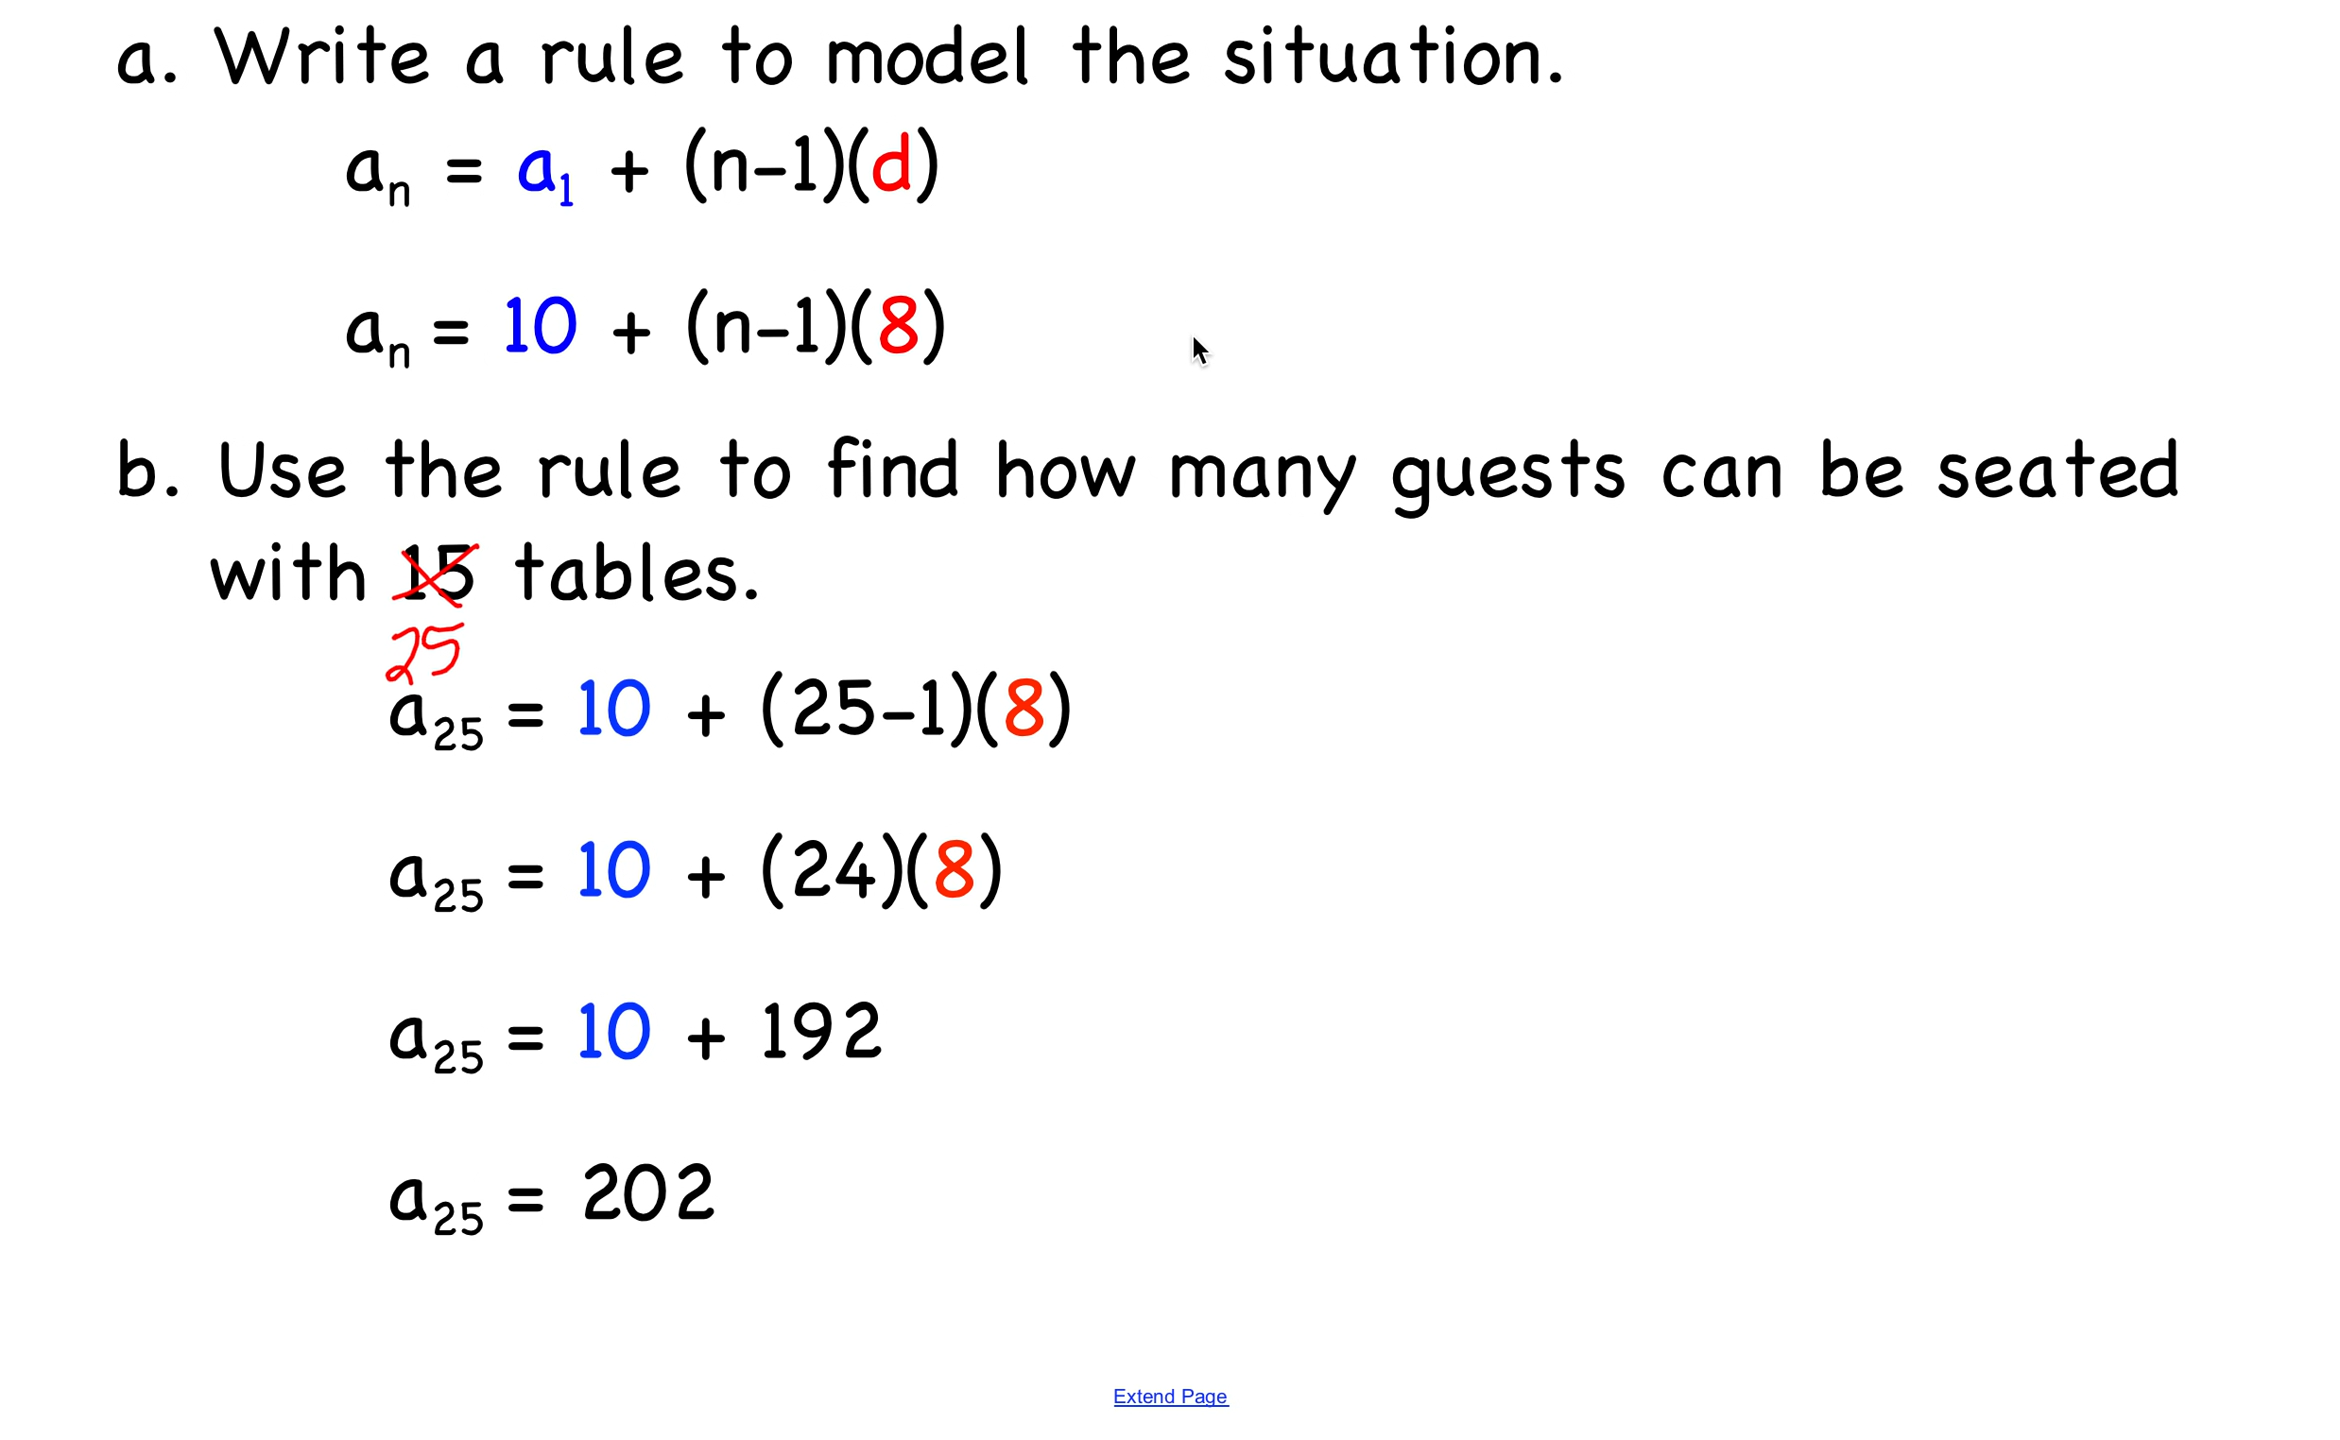 a. Write a rule to model the situation.
aₙ = a₁ + (n-1)(d)
aₙ = 10 + (n-1)(8)
b. Use the rule to find how many guests can be seated
with 15 tables.
25
a₂₅ = 10 + (25-1)(8)
a₂₅ = 10 + (24)(8)
a₂₅ = 10 + 192
a₂₅ = 202
Extend Page